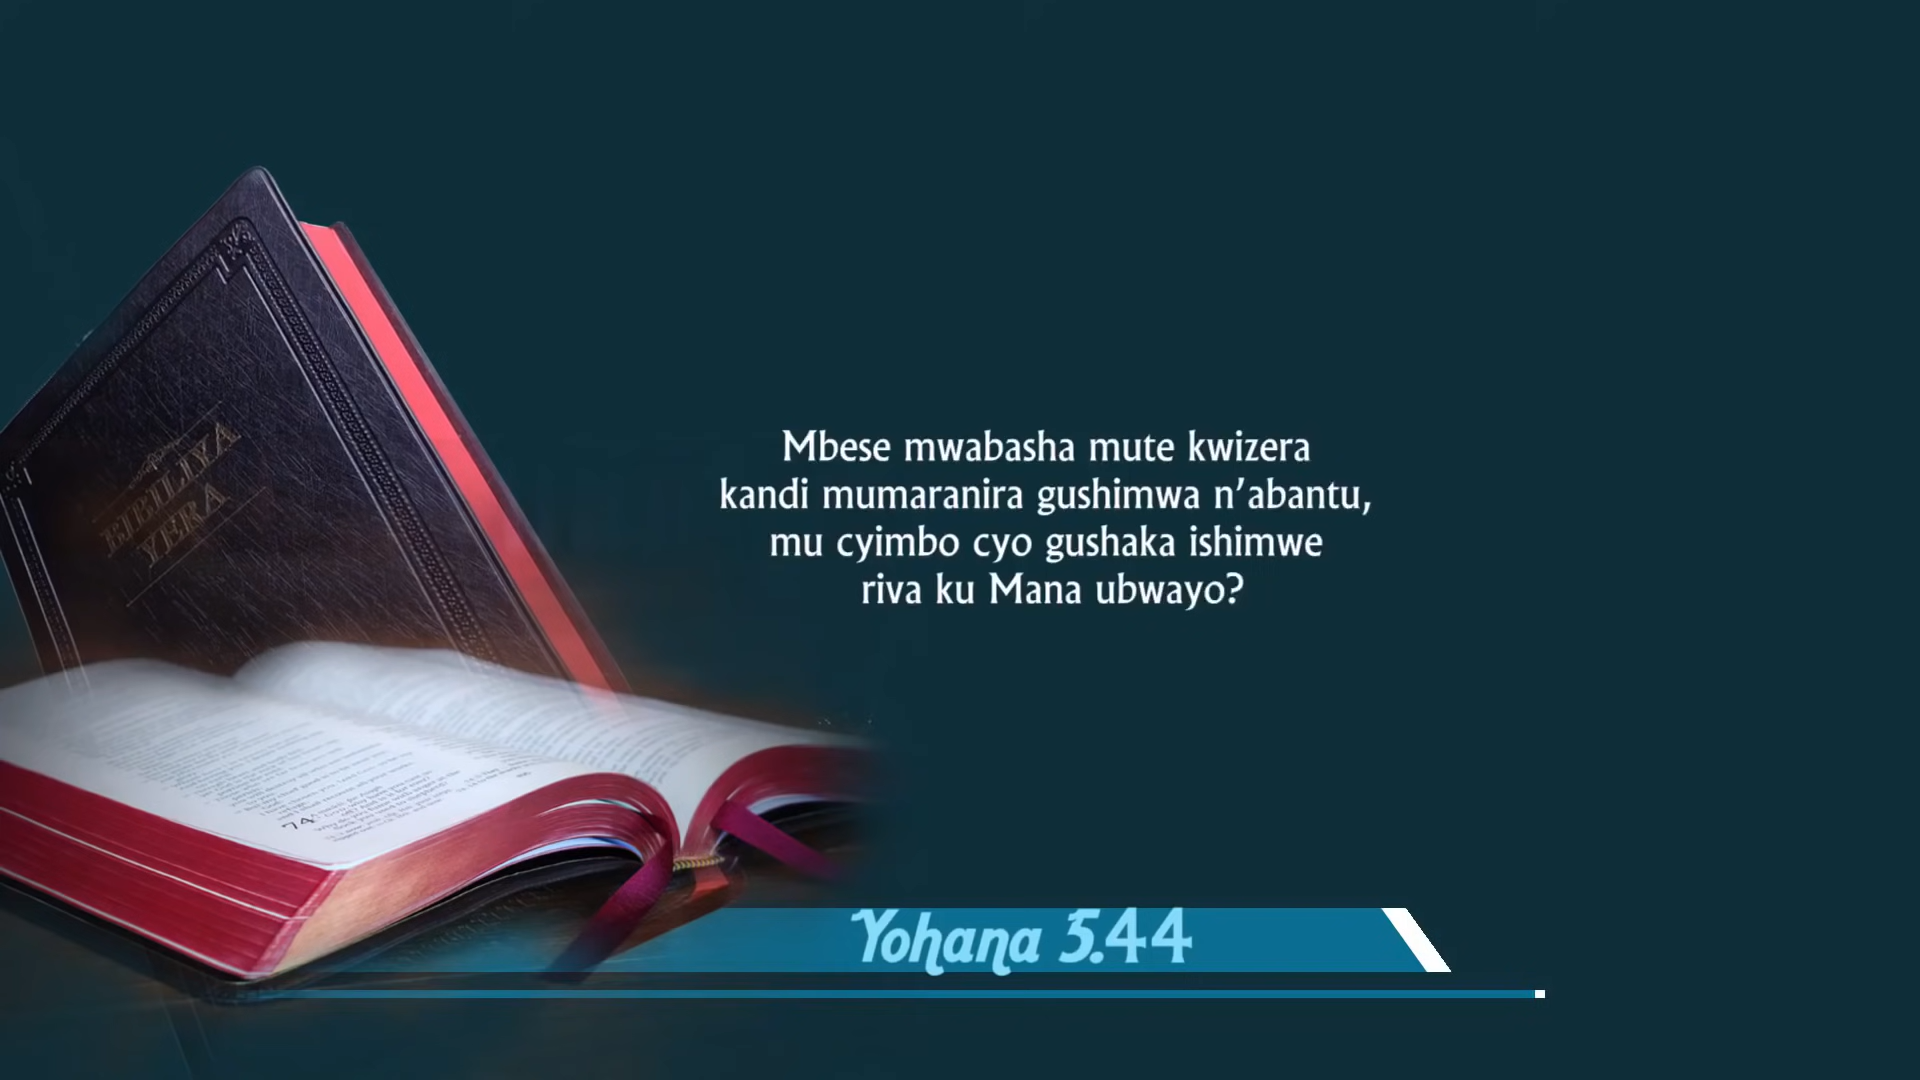 BIBILIYA
YERA
Mbese mwabasha mute kwizera
kandi mumaranira gushimwa n’abantu,
mu cyimbo cyo gushaka ishimwe
riva ku Mana ubwayo?
74
Yohana 5.44